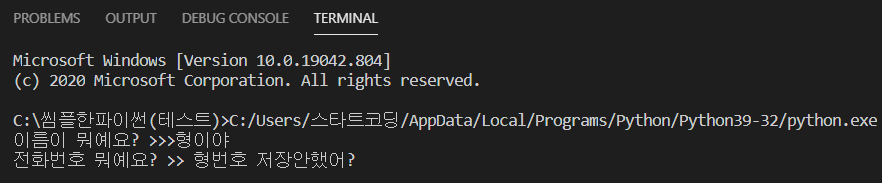 PROBLEMS OUTPUT DEBUG CONSOLE TERMINAL
Microsoft Windows [Version 10.0.19042.804]
(c) 2020 Microsoft Corporation. All rights reserved.
C:\씸플한파이썬(테스트)>C:/Users/스타트코딩/AppData/Local/Programs/Python/Python39-32/python.exe
이름이 뭐예요? >>>형이야
전화번호 뭐예요? >> 형번호 저장안했어?